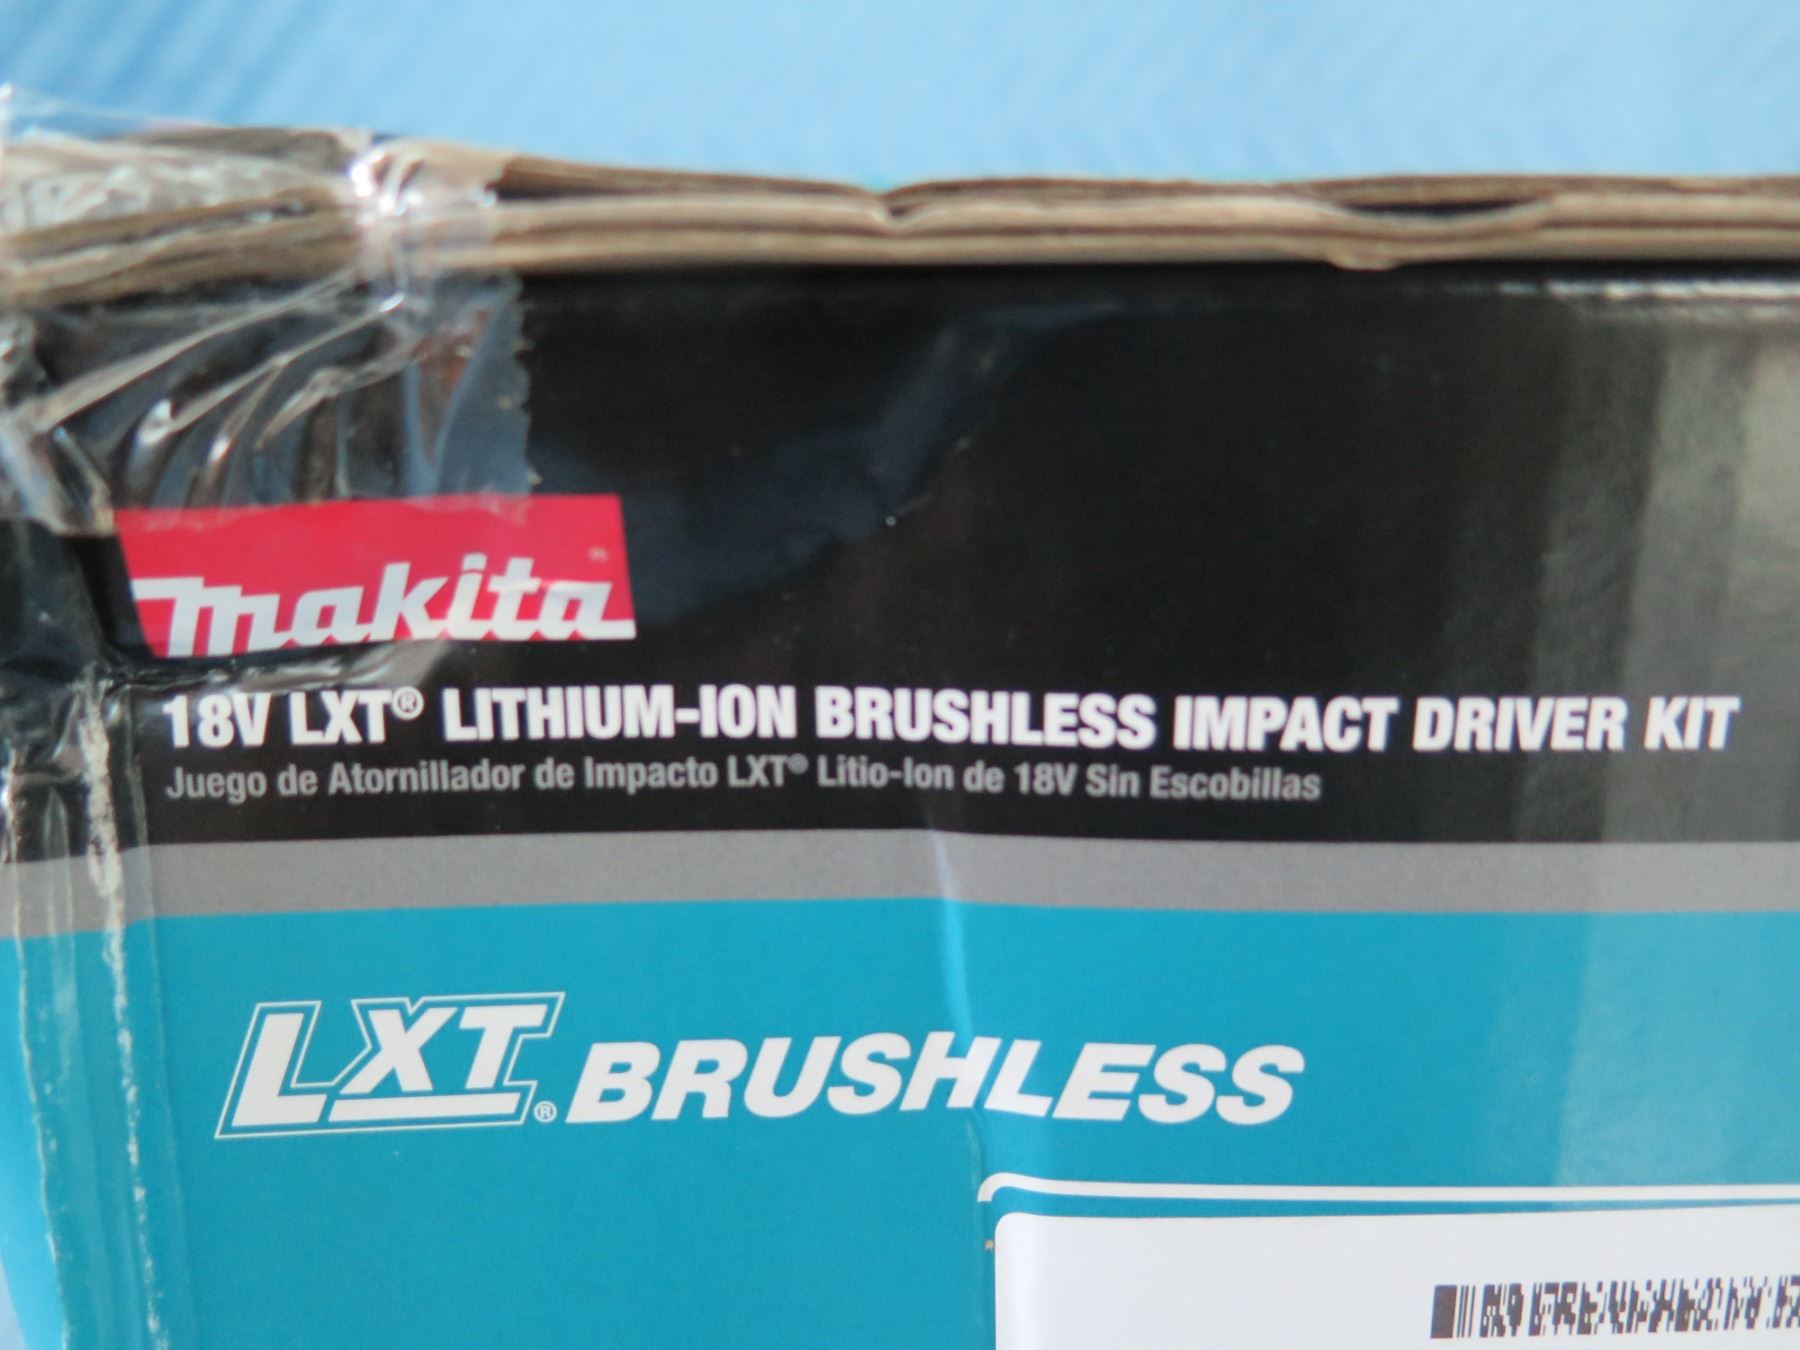 makita
18V LXT® LITHIUM-ION BRUSHLESS IMPACT DRIVER KIT
Juego de Atornillador de Impacto LXT® Litio-Ion de 18V Sin Escobillas
LXT® BRUSHLESS